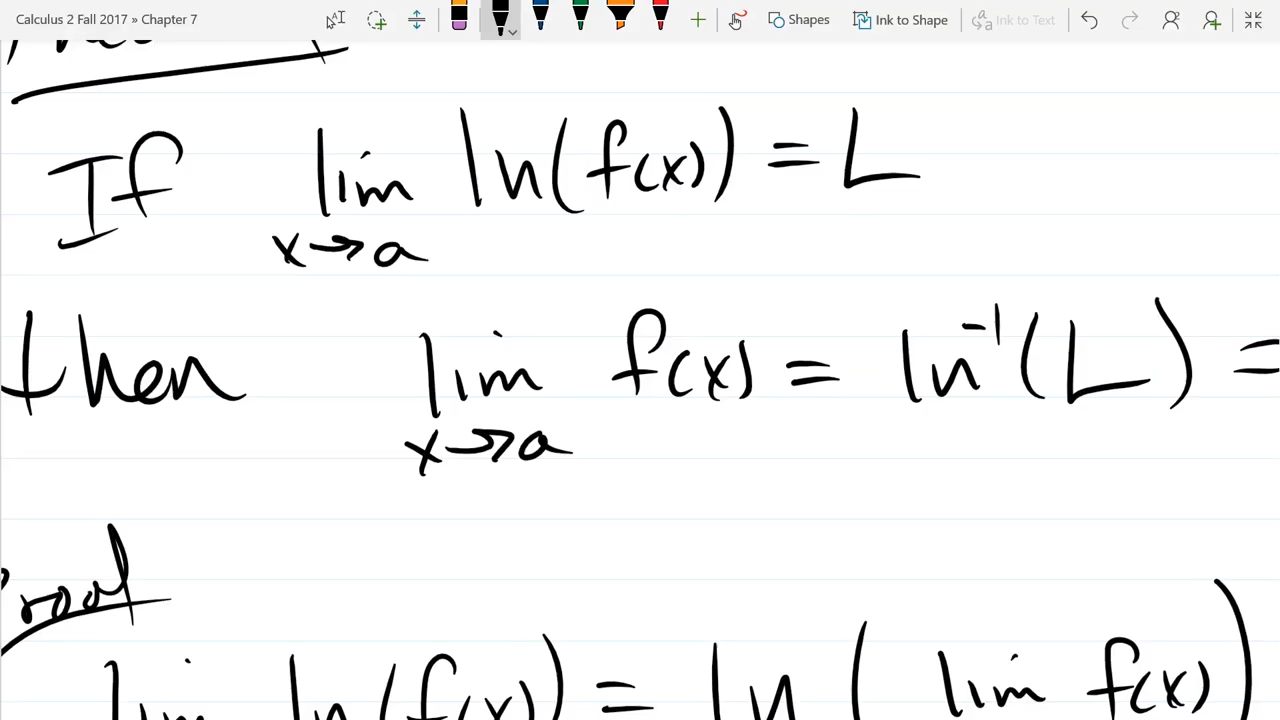 Calculus 2 Fall 2017 » Chapter 7 Shapes Ink to Shape Ink to Text
If lim ln(f(x)) = L
x→a
then lim f(x) = ln⁻¹(L) =
x→a
Proof
lim ln(f(x)) = ln( lim f(x) )